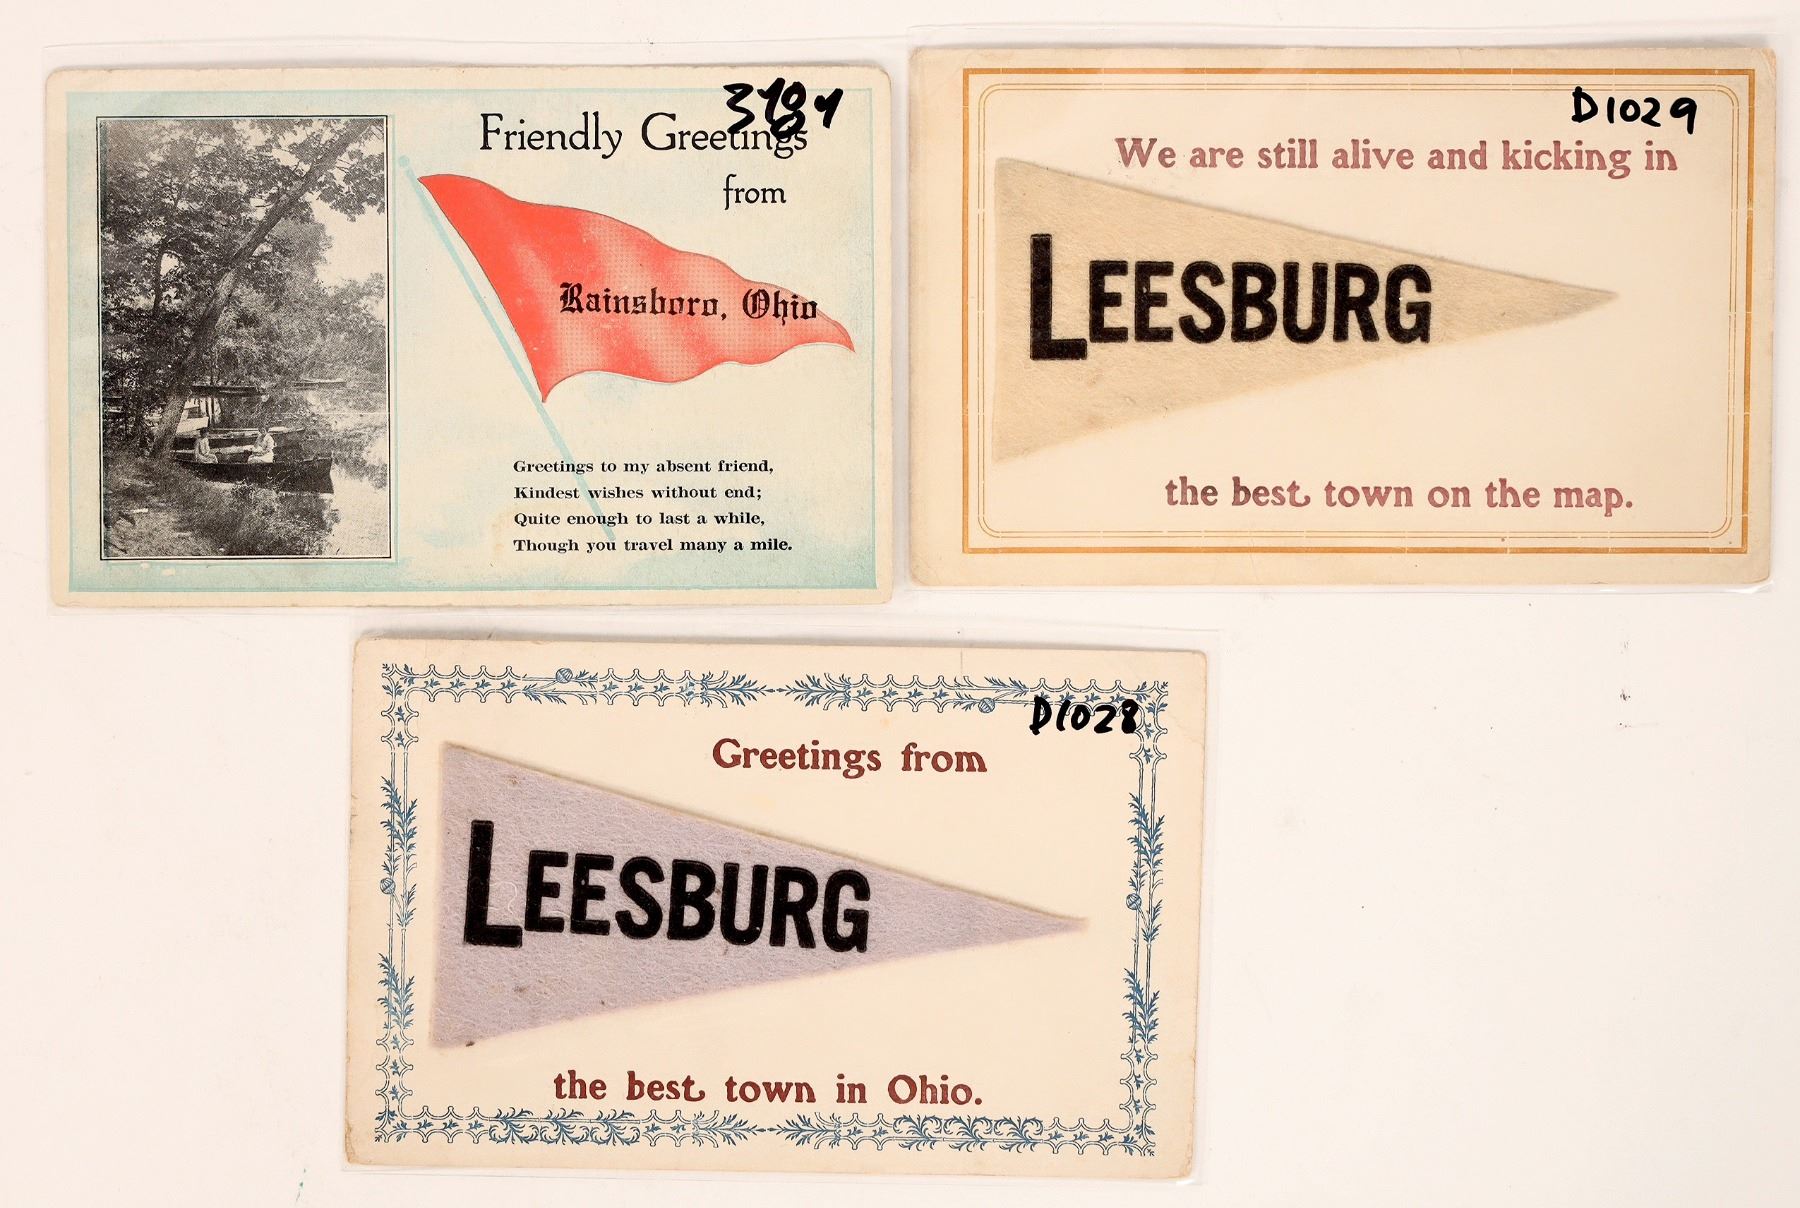 Friendly Greetings
from
Rainsboro, Ohio
Greetings to my absent friend,
Kindest wishes without end;
Quite enough to last a while,
Though you travel many a mile.
D1029
We are still alive and kicking in
LEESBURG
the best town on the map.
D1028
Greetings from
LEESBURG
the best town in Ohio.